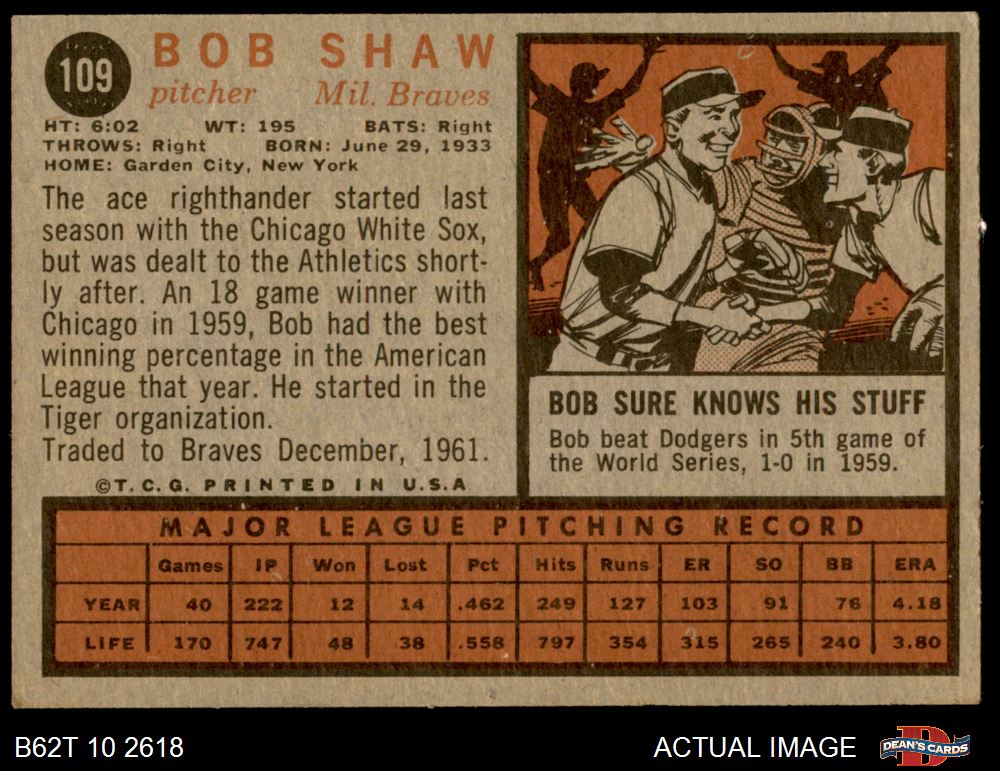 109
BOB SHAW
pitcher Mil. Braves
HT: 6:02 WT: 195 BATS: Right
THROWS: Right BORN: June 29, 1933
HOME: Garden City, New York
The ace righthander started last
season with the Chicago White Sox,
but was dealt to the Athletics short-
ly after. An 18 game winner with
Chicago in 1959, Bob had the best
winning percentage in the American
League that year. He started in the
Tiger organization.
Traded to Braves December, 1961.
©T.C.G. PRINTED IN U.S.A
BOB SURE KNOWS HIS STUFF
Bob beat Dodgers in 5th game of
the World Series, 1-0 in 1959.
MAJOR LEAGUE PITCHING RECORD
Games IP Won Lost Pct Hits Runs ER SO BB ERA
YEAR 40 222 12 14 .462 249 127 103 91 76 4.18
LIFE 170 747 48 38 .558 797 354 315 265 240 3.80
B62T 10 2618
ACTUAL IMAGE
DEAN'S CARDS